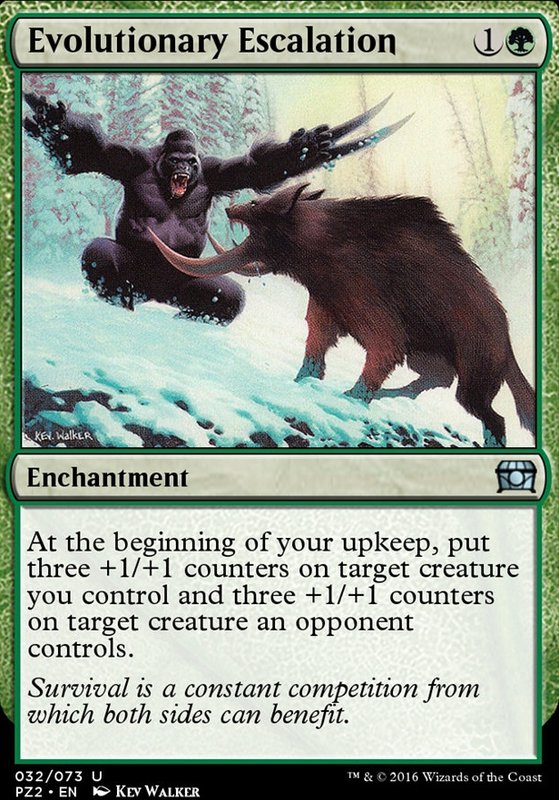 Evolutionary Escalation 1
KEV WALKER
Enchantment
At the beginning of your upkeep, put
three +1/+1 counters on target creature
you control and three +1/+1 counters
on target creature an opponent
controls.
Survival is a constant competition from
which both sides can benefit.
032/073 U
PZ2 • EN KEV WALKER
™ & © 2016 Wizards of the Coast